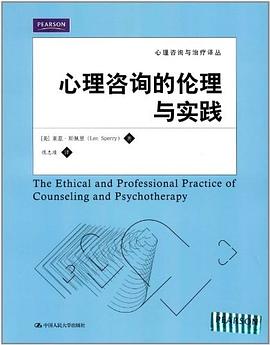 PEARSON
心理咨询与治疗译丛
心理咨询的伦理
与实践
[美] 莱恩·斯佩里 (Len Sperry) 著
侯志瑾 译
The Ethical and Professional Practice of
Counseling and Psychotherapy
中国人民大学出版社
PEARSON